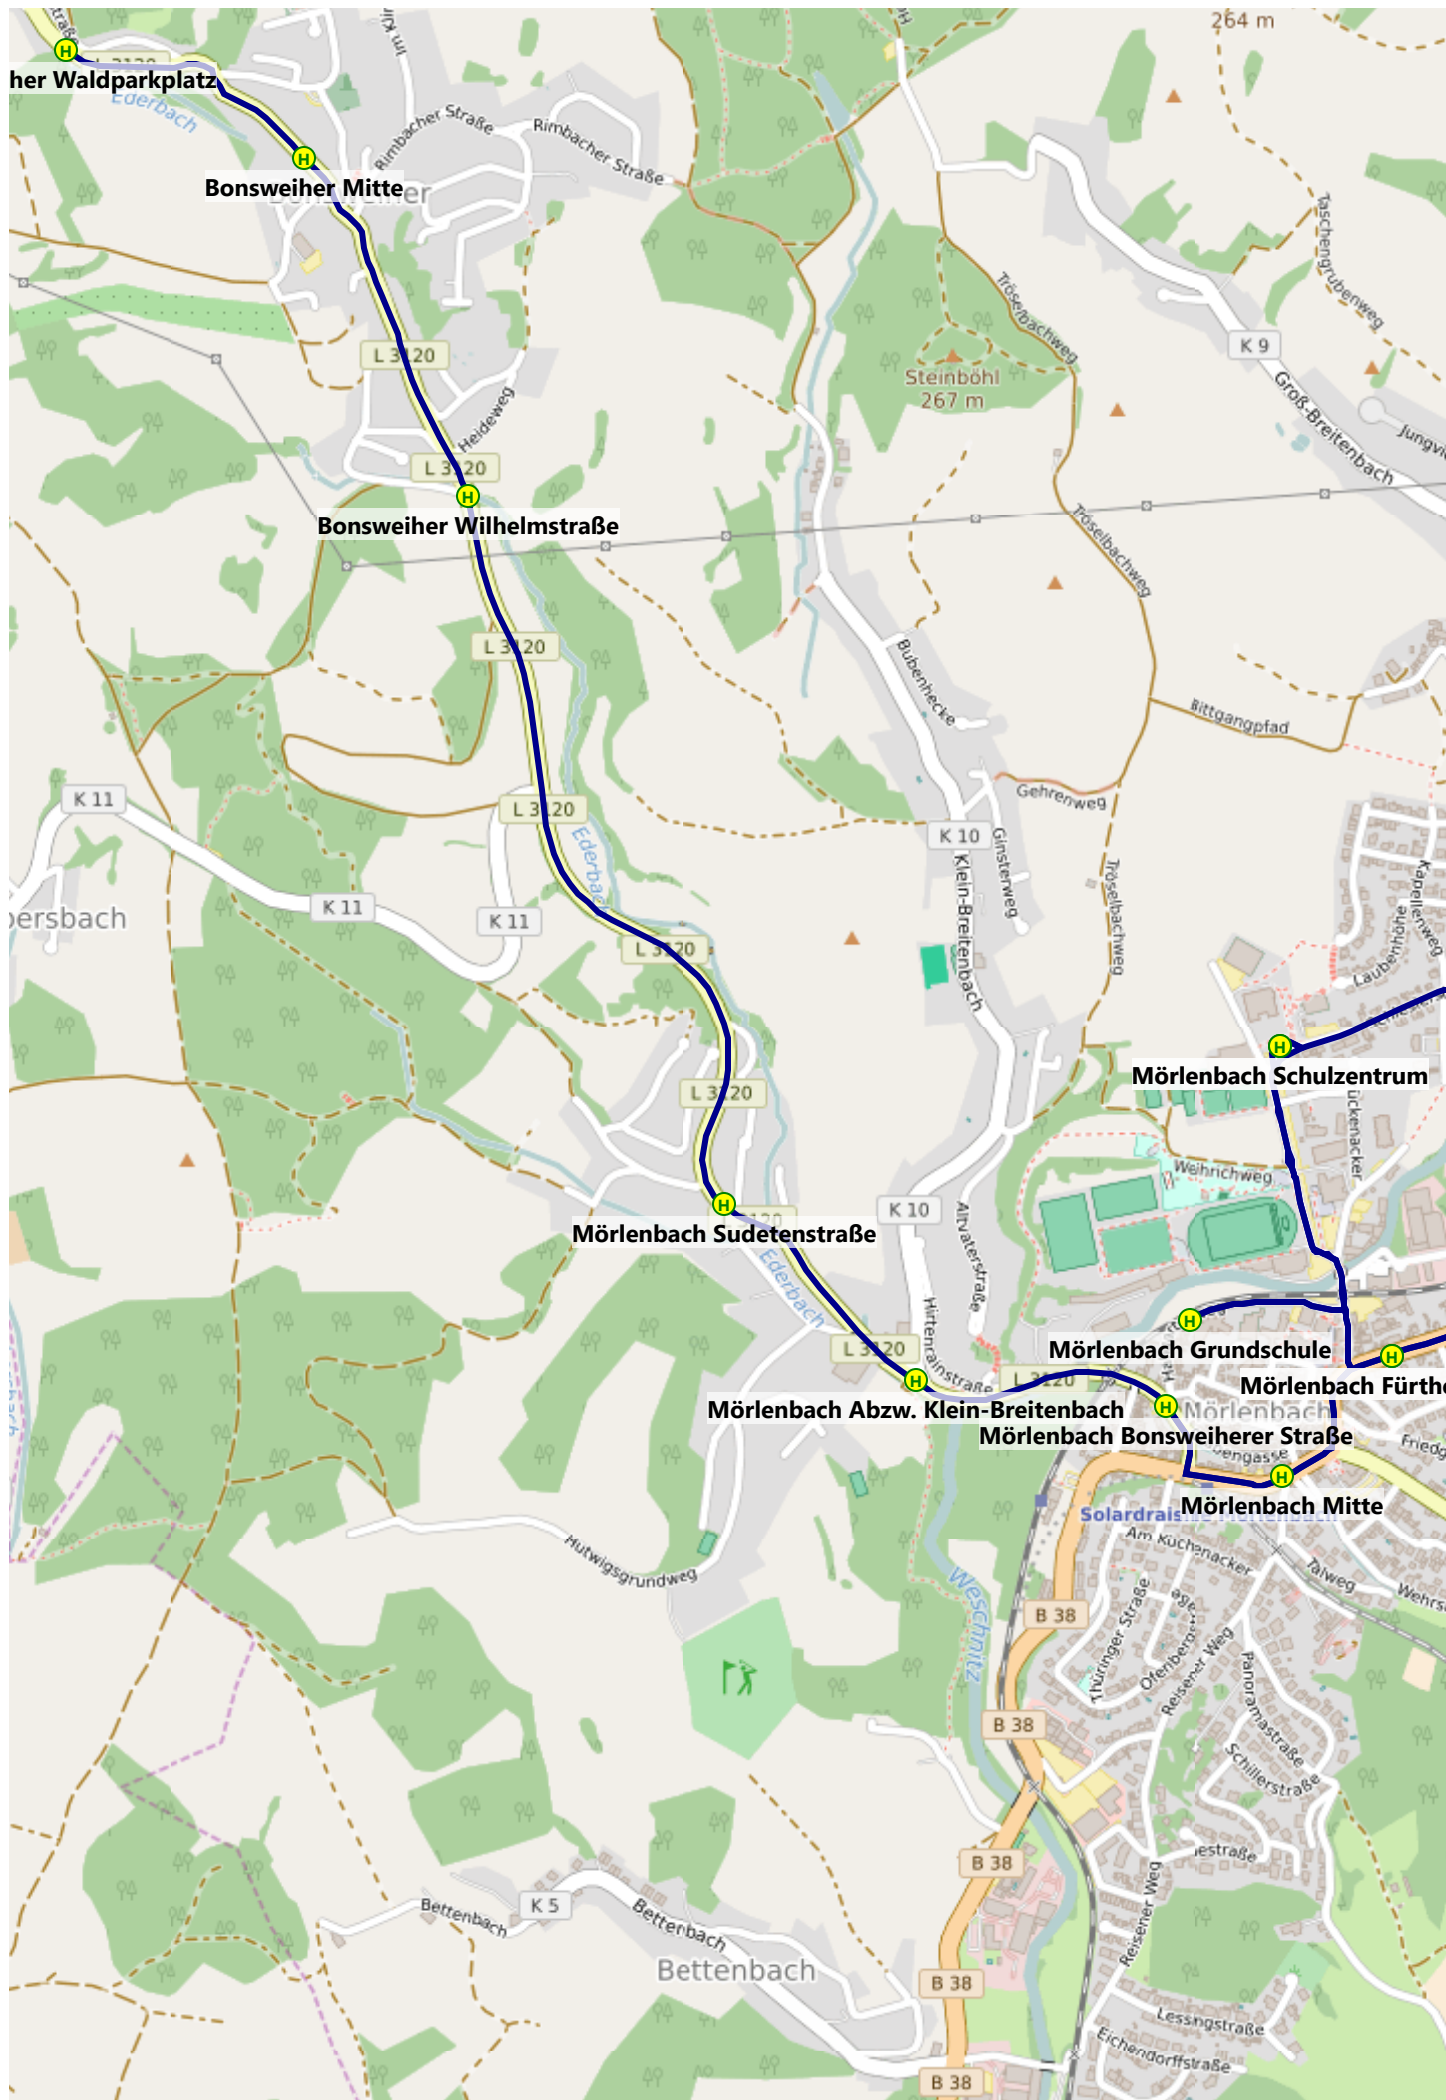 264 m
H
her Waldparkplatz
Ederbach
Rimbacher Straße
Rimbacher Straße
H
Bonsweiher Mitte
Taschengrubenweg
Tröselbachweg
L 3120
K 9
Steinböhl
267 m
Groß-Breitenbach
Heideweg
L 3120
H
Bonsweiher Wilhelmstraße
Tröselbachweg
L 3120
Bubenhecke
Bittgangpfad
K 11
L 3120
Gehrenweg
K 10
Ginsterweg
Klein-Breitenbach
Tröselbachweg
Kapellenweg
Laubenhöhe
K 11
K 11
L 3120
H
Mörlenbach Schulzentrum
L 3120
Weihrichweg
K 10
Altvaterstraße
H
Mörlenbach Sudetenstraße
Ederbach
Hirtenrainstraße
H
Mörlenbach Grundschule
L 3120
H
H
L 3120
Mörlenbach Abzw. Klein-Breitenbach
H
Mörlenbach
Mörlenbach Bonsweiherer Straße
H
Mörlenbach Mitte
Am Küchenacker
Talweg
Hutwigsgrundweg
Weschnitz
B 38
Thüringer Straße
Reisener Weg
Panoramastraße
B 38
Schillerstraße
B 38
K 5
Bettenbach
Bettenbach
Reisener Weg
Bettenbach
B 38
Lessingstraße
Eichendorffstraße
B 38